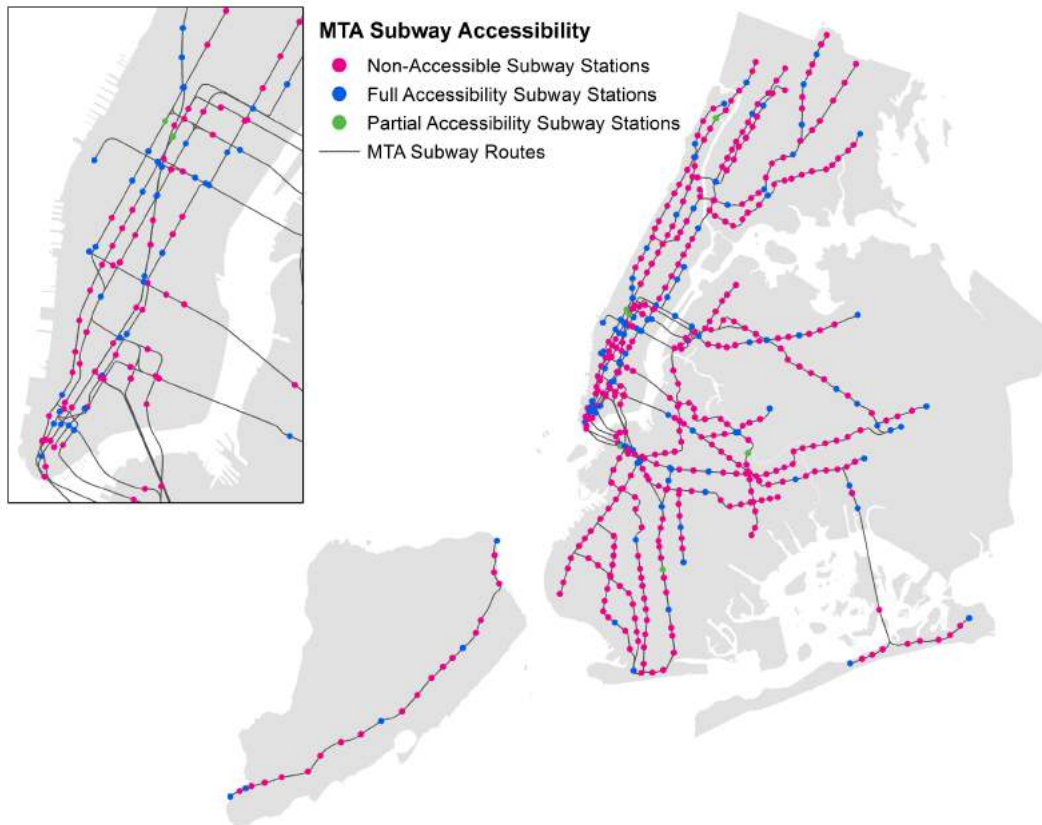 MTA Subway Accessibility
Non-Accessible Subway Stations
Full Accessibility Subway Stations
Partial Accessibility Subway Stations
MTA Subway Routes